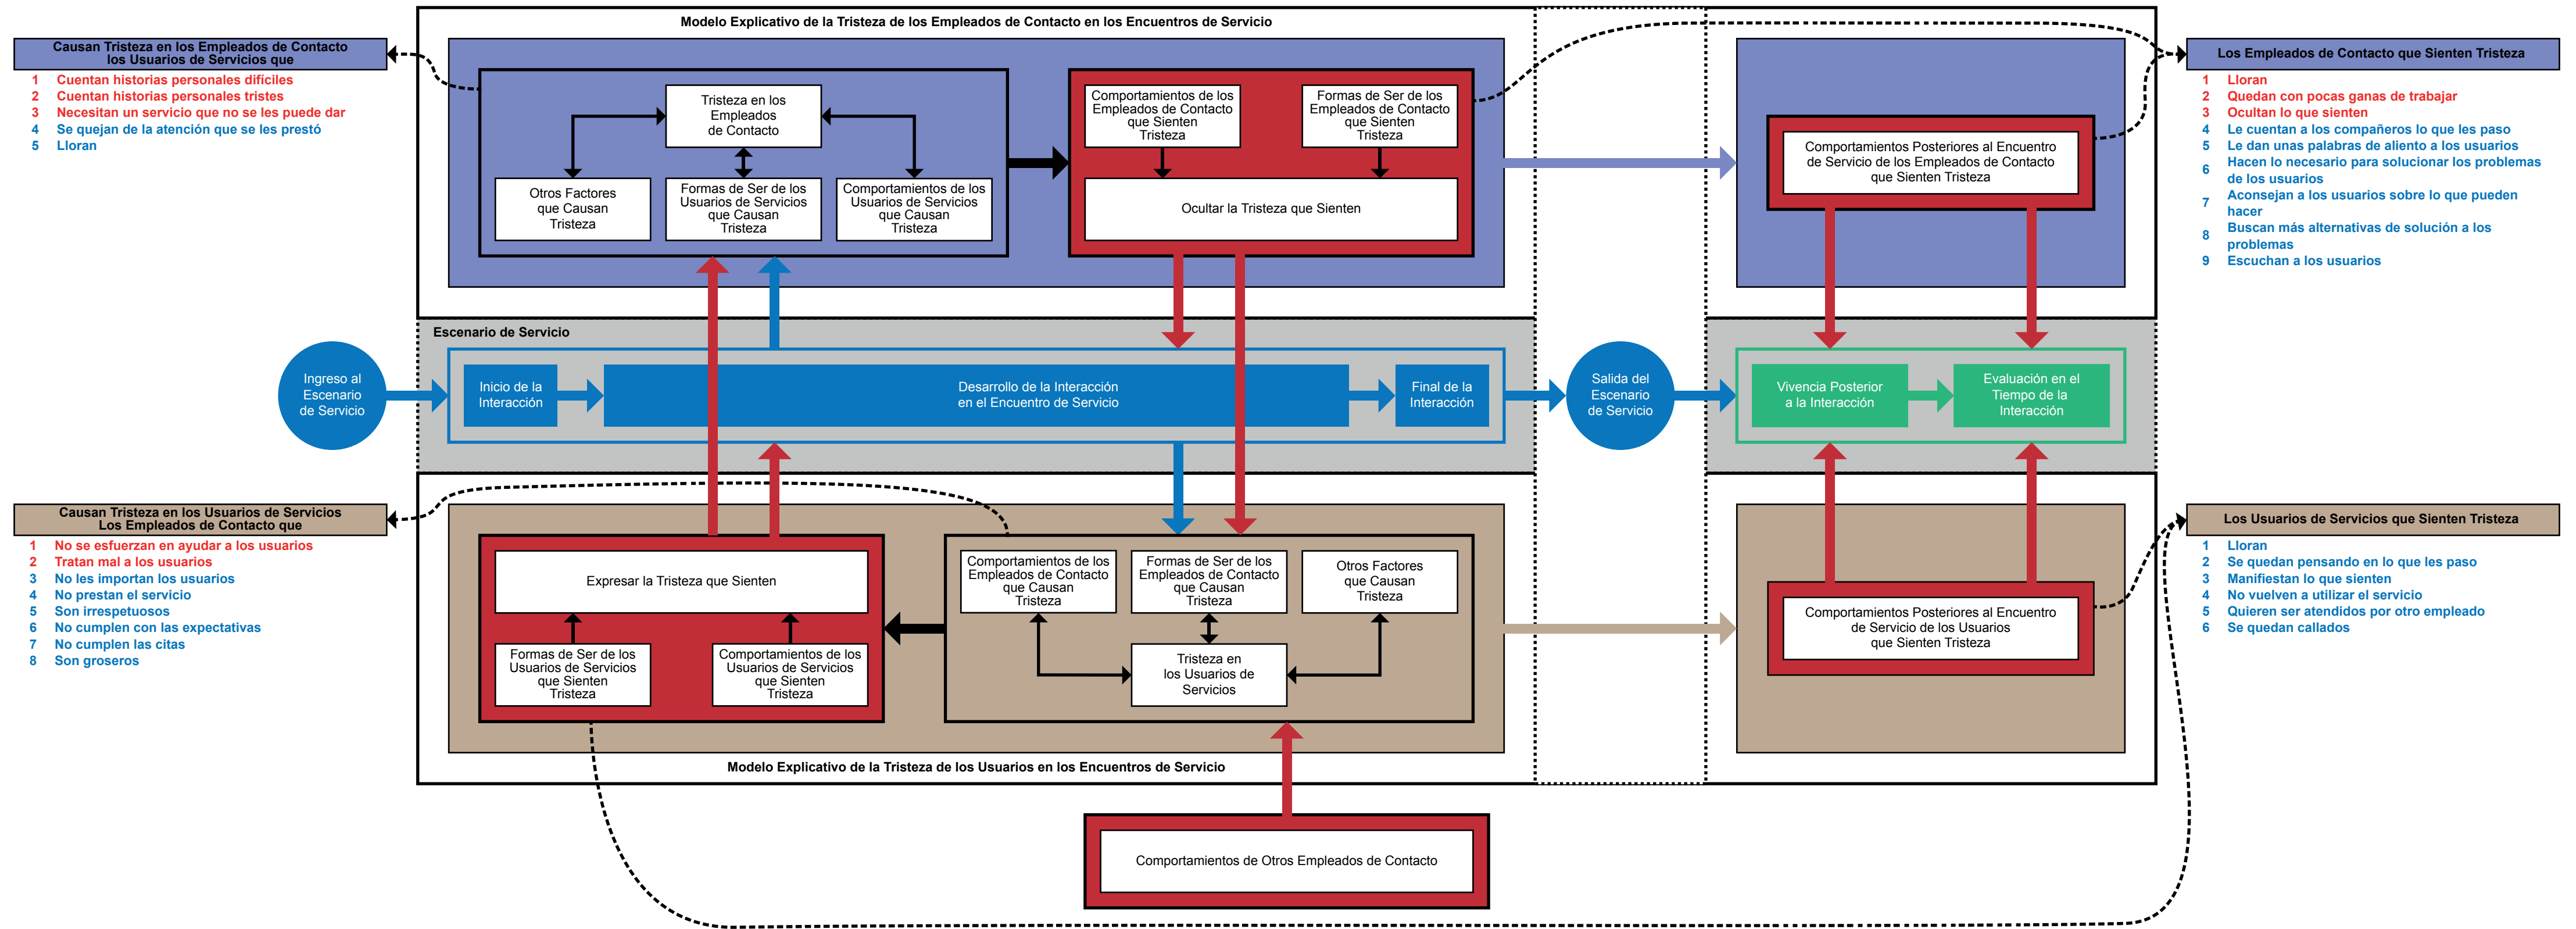 Modelo Explicativo de la Tristeza de los Empleados de Contacto en los Encuentros de Servicio
Causan Tristeza en los Empleados de Contacto
los Usuarios de Servicios que
1 Cuentan historias personales difíciles
2 Cuentan historias personales tristes
3 Necesitan un servicio que no se les puede dar
4 Se quejan de la atención que se les prestó
5 Lloran
Tristeza en los
Empleados
de Contacto
Otros Factores
que Causan
Tristeza
Formas de Ser de los
Usuarios de Servicios
que Causan
Tristeza
Comportamientos de los
Usuarios de Servicios
que Causan
Tristeza
Comportamientos de los
Empleados de Contacto
que Sienten
Tristeza
Formas de Ser de los
Empleados de Contacto
que Sienten
Tristeza
Ocultar la Tristeza que Sienten
Comportamientos Posteriores al Encuentro
de Servicio de los Empleados de Contacto
que Sienten Tristeza
Los Empleados de Contacto que Sienten Tristeza
1 Lloran
2 Quedan con pocas ganas de trabajar
3 Ocultan lo que sienten
4 Le cuentan a los compañeros lo que les paso
5 Le dan unas palabras de aliento a los usuarios
6 Hacen lo necesario para solucionar los problemas
de los usuarios
7 Aconsejan a los usuarios sobre lo que pueden
hacer
8 Buscan más alternativas de solución a los
problemas
9 Escuchan a los usuarios
Escenario de Servicio
Ingreso al
Escenario
de Servicio
Inicio de la
Interacción
Desarrollo de la Interacción
en el Encuentro de Servicio
Final de la
Interacción
Salida del
Escenario
de Servicio
Vivencia Posterior
a la Interacción
Evaluación en el
Tiempo de la
Interacción
Causan Tristeza en los Usuarios de Servicios
Los Empleados de Contacto que
1 No se esfuerzan en ayudar a los usuarios
2 Tratan mal a los usuarios
3 No les importan los usuarios
4 No prestan el servicio
5 Son irrespetuosos
6 No cumplen con las expectativas
7 No cumplen las citas
8 Son groseros
Expresar la Tristeza que Sienten
Formas de Ser de los
Usuarios de Servicios
que Sienten
Tristeza
Comportamientos de los
Usuarios de Servicios
que Sienten
Tristeza
Comportamientos de los
Empleados de Contacto
que Causan
Tristeza
Formas de Ser de los
Empleados de Contacto
que Causan
Tristeza
Otros Factores
que Causan
Tristeza
Tristeza en
los Usuarios de
Servicios
Comportamientos Posteriores al Encuentro
de Servicio de los Usuarios
que Sienten Tristeza
Los Usuarios de Servicios que Sienten Tristeza
1 Lloran
2 Se quedan pensando en lo que les paso
3 Manifiestan lo que sienten
4 No vuelven a utilizar el servicio
5 Quieren ser atendidos por otro empleado
6 Se quedan callados
Modelo Explicativo de la Tristeza de los Usuarios en los Encuentros de Servicio
Comportamientos de Otros Empleados de Contacto